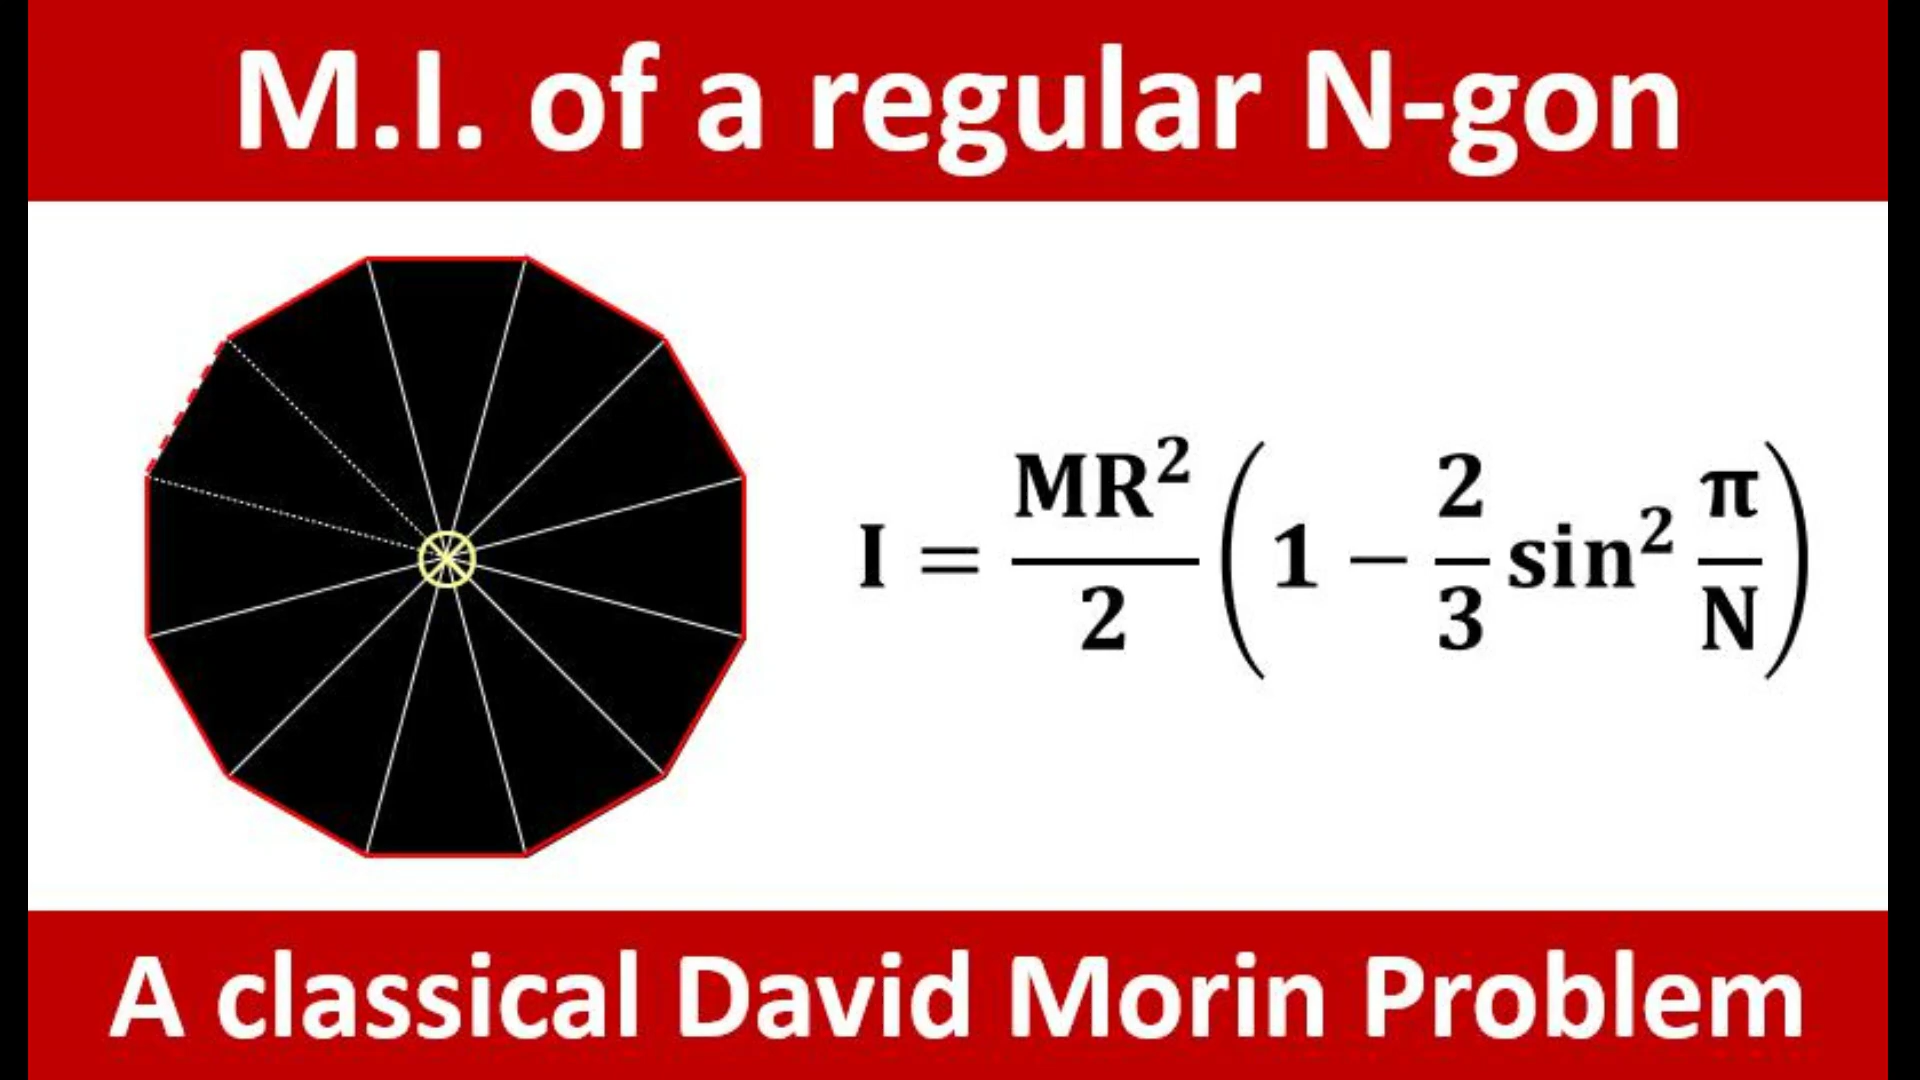 M.I. of a regular N-gon
I = MR²/2 (1 − 2/3 sin² π/N)
A classical David Morin Problem